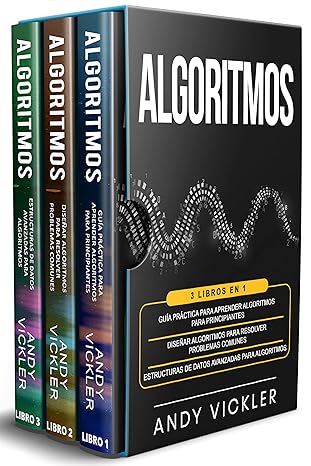 ALGORITMOS
ESTRUCTURAS DE DATOS
AVANZADAS PARA
ALGORITMOS
ANDY
VICKLER
LIBRO 3
ALGORITMOS
DISEÑAR ALGORITMOS
PARA RESOLVER
PROBLEMAS COMUNES
ANDY
VICKLER
LIBRO 2
ALGORITMOS
GUÍA PRÁCTICA PARA
APRENDER ALGORITMOS
PARA PRINCIPIANTES
ANDY
VICKLER
LIBRO 1
ALGORITMOS
3 LIBROS EN 1
GUÍA PRÁCTICA PARA APRENDER ALGORITMOS
PARA PRINCIPIANTES
DISEÑAR ALGORITMOS PARA RESOLVER
PROBLEMAS COMUNES
ESTRUCTURAS DE DATOS AVANZADAS PARA ALGORITMOS
ANDY VICKLER